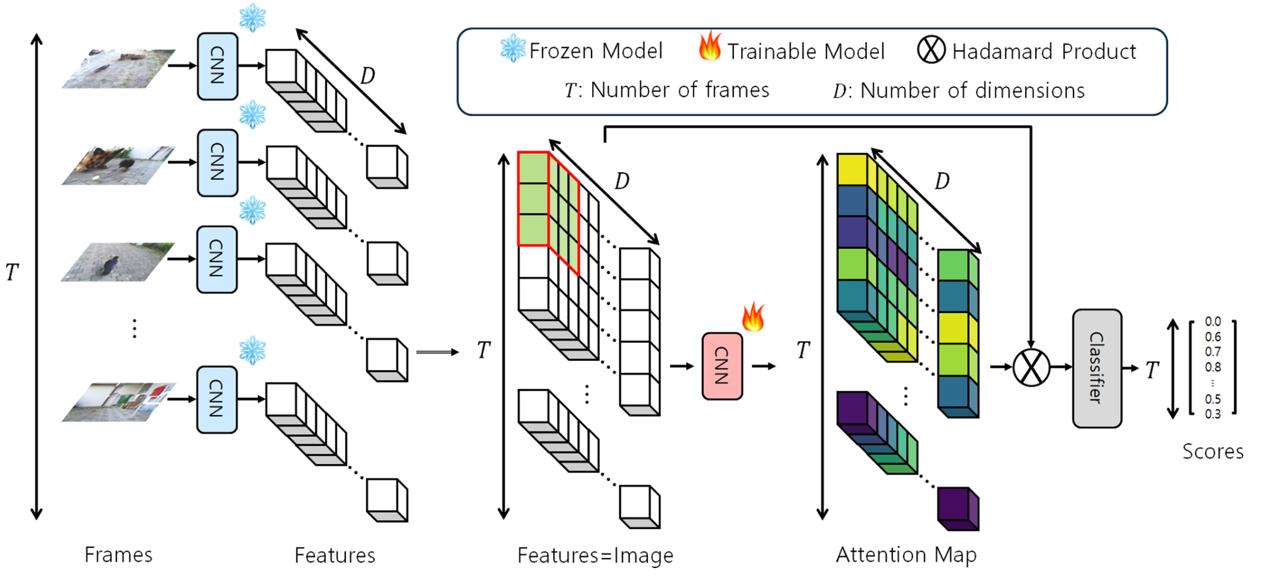 Frozen Model Trainable Model Hadamard Product
T: Number of frames D: Number of dimensions
T
CNN
CNN
CNN
⋮
CNN
D
T
D
CNN
T
D
Classifier
T
0.0
0.6
0.7
0.8
...
0.5
0.3
Scores
Frames
Features
Features=Image
Attention Map